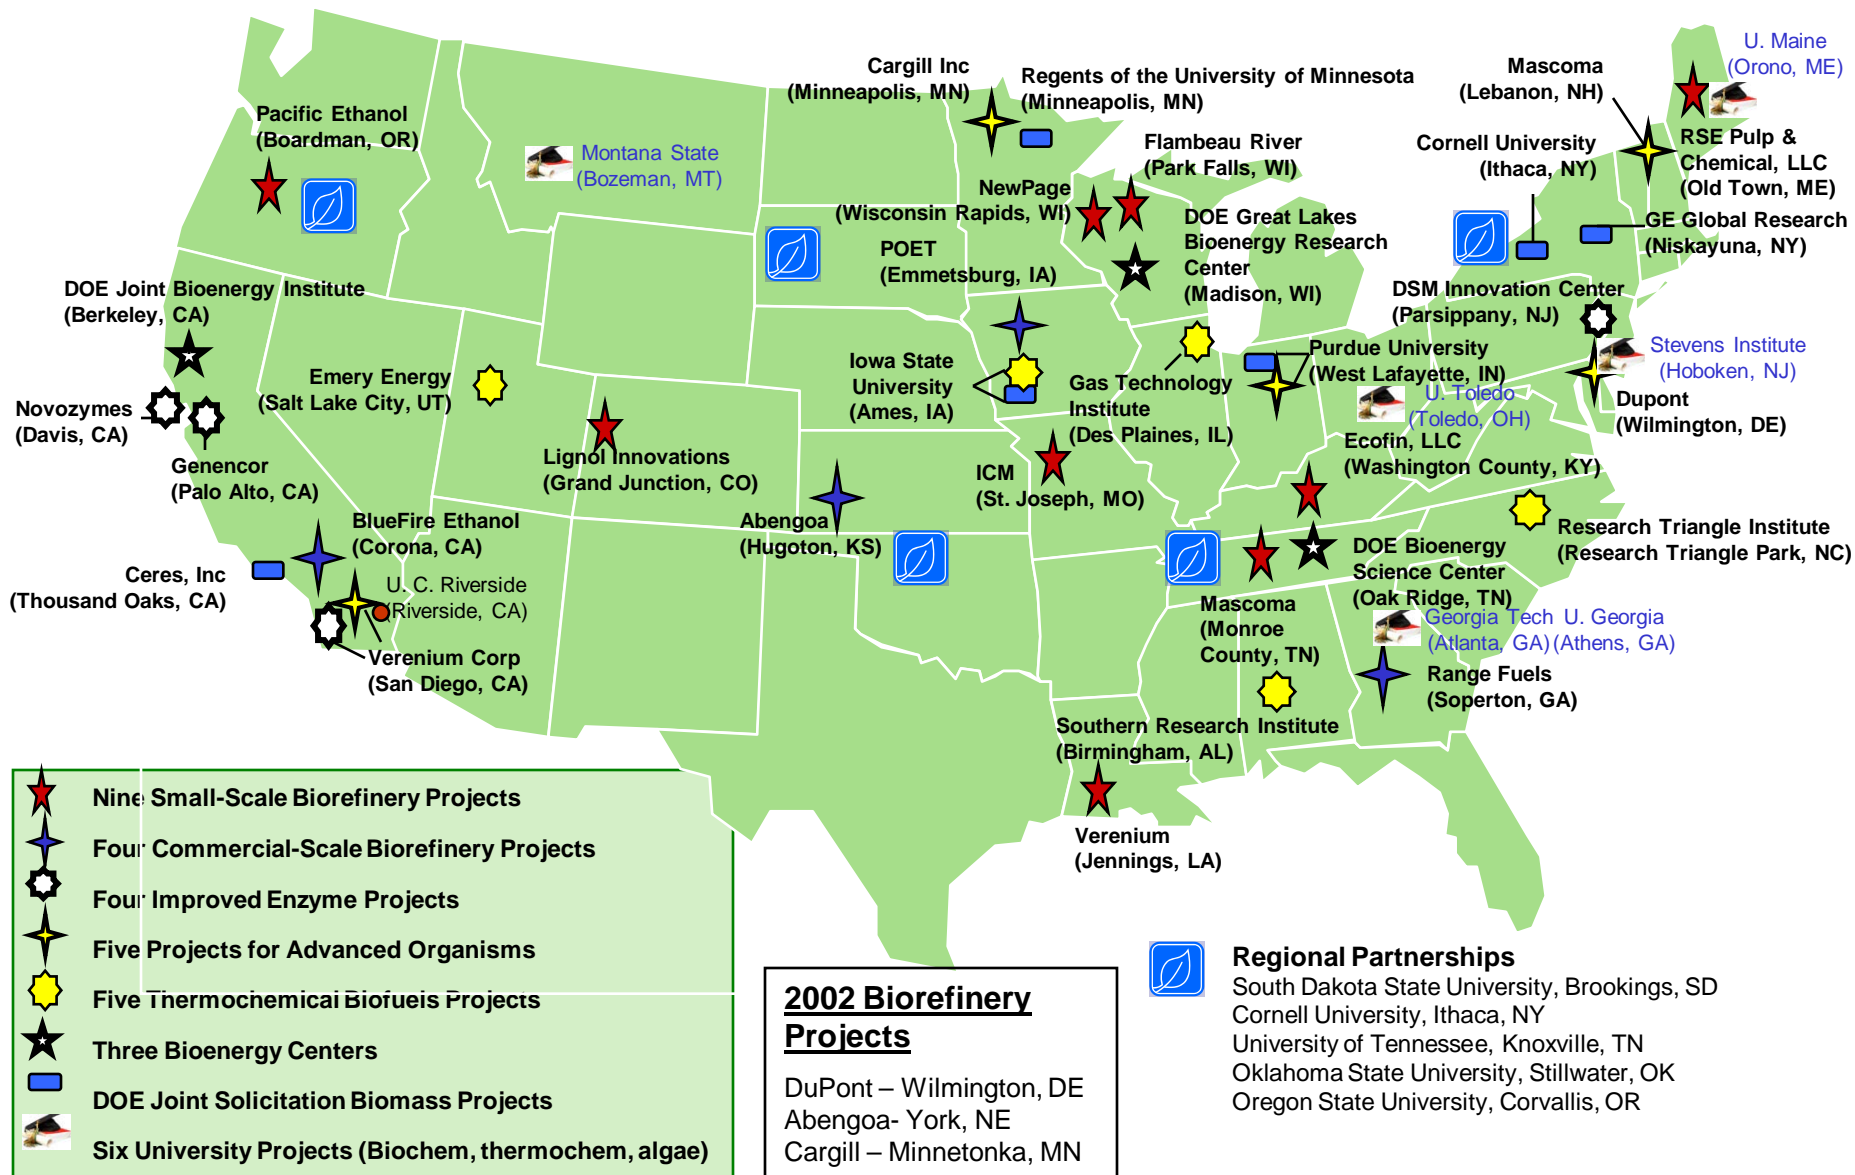 Cargill Inc
(Minneapolis, MN)
Regents of the University of Minnesota
(Minneapolis, MN)
Mascoma
(Lebanon, NH)
U. Maine
(Orono, ME)
Pacific Ethanol
(Boardman, OR)
Montana State
(Bozeman, MT)
Flambeau River
(Park Falls, WI)
Cornell University
(Ithaca, NY)
RSE Pulp &
Chemical, LLC
(Old Town, ME)
NewPage
(Wisconsin Rapids, WI)
DOE Great Lakes
Bioenergy Research
Center
(Madison, WI)
GE Global Research
(Niskayuna, NY)
POET
(Emmetsburg, IA)
DOE Joint Bioenergy Institute
(Berkeley, CA)
DSM Innovation Center
(Parsippany, NJ)
Emery Energy
(Salt Lake City, UT)
Iowa State
University
(Ames, IA)
Gas Technology
Institute
(Des Plaines, IL)
Purdue University
(West Lafayette, IN)
Stevens Institute
(Hoboken, NJ)
U. Toledo
(Toledo, OH)
Dupont
(Wilmington, DE)
Novozymes
(Davis, CA)
Genencor
(Palo Alto, CA)
Lignol Innovations
(Grand Junction, CO)
ICM
(St. Joseph, MO)
Ecofin, LLC
(Washington County, KY)
BlueFire Ethanol
(Corona, CA)
Abengoa
(Hugoton, KS)
Research Triangle Institute
(Research Triangle Park, NC)
DOE Bioenergy
Science Center
(Oak Ridge, TN)
Ceres, Inc
(Thousand Oaks, CA)
U. C. Riverside
(Riverside, CA)
Mascoma
(Monroe
County, TN)
Georgia Tech U. Georgia
(Atlanta, GA) (Athens, GA)
Verenium Corp
(San Diego, CA)
Range Fuels
(Soperton, GA)
Southern Research Institute
(Birmingham, AL)
Verenium
(Jennings, LA)
Nine Small-Scale Biorefinery Projects
Four Commercial-Scale Biorefinery Projects
Four Improved Enzyme Projects
Five Projects for Advanced Organisms
Five Thermochemical Biofuels Projects
Three Bioenergy Centers
DOE Joint Solicitation Biomass Projects
Six University Projects (Biochem, thermochem, algae)
2002 Biorefinery
Projects
DuPont – Wilmington, DE
Abengoa- York, NE
Cargill – Minnetonka, MN
Regional Partnerships
South Dakota State University, Brookings, SD
Cornell University, Ithaca, NY
University of Tennessee, Knoxville, TN
Oklahoma State University, Stillwater, OK
Oregon State University, Corvallis, OR